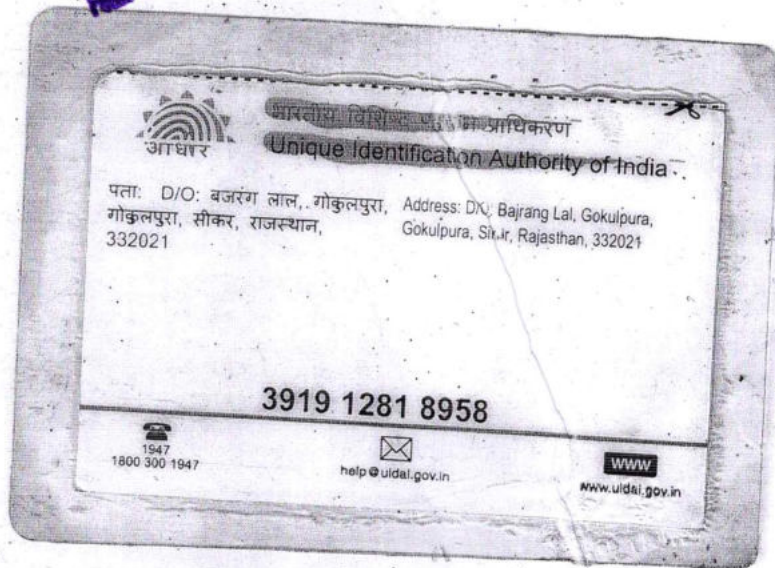 आधार
भारतीय प्राधिकरण
Unique Identification Authority of India
पता: D/O: बजरंग लाल, गोकुलपुरा,
गोकुलपुरा, सीकर, राजस्थान,
332021
Address: Bajrang Lal, Gokulpura,
Gokulpura, Rajasthan, 332021
3919 1281 8958
1947
1800 300 1947
help@uidai.gov.in
www
www.uidai.gov.in